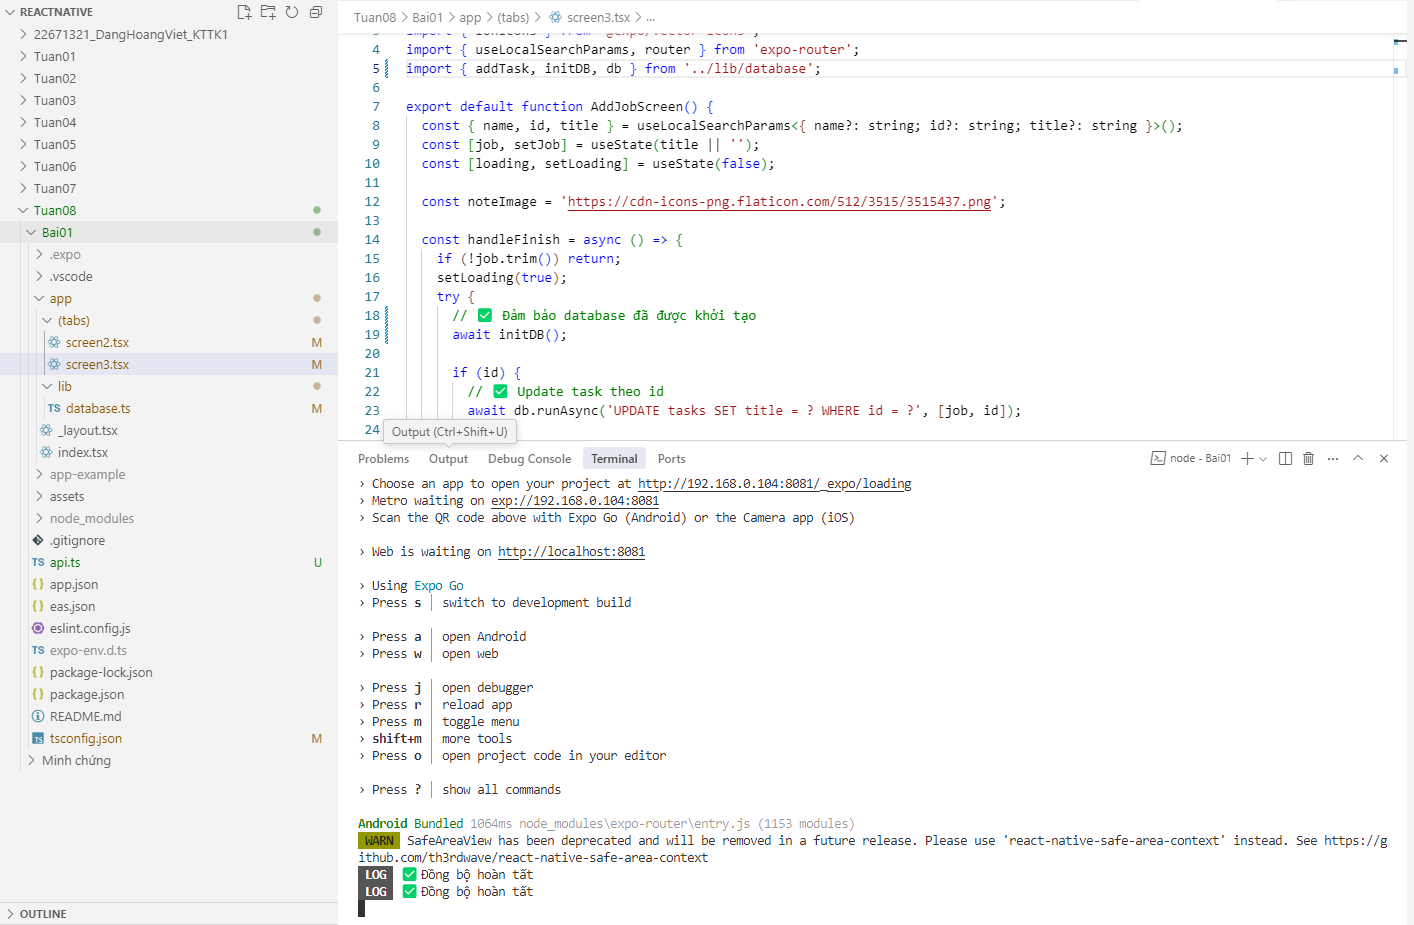 REACTNATIVE
22671321_DangHoangViet_KTTK1
Tuan01
Tuan02
Tuan03
Tuan04
Tuan05
Tuan06
Tuan07
Tuan08
Bai01
.expo
.vscode
app
(tabs)
screen2.tsx M
screen3.tsx M
lib
TS database.ts M
_layout.tsx
index.tsx
app-example
assets
node_modules
.gitignore
TS api.ts U
{} app.json
{} eas.json
eslint.config.js
TS expo-env.d.ts
{} package-lock.json
{} package.json
README.md
TS tsconfig.json M
Minh chứng
OUTLINE
Tuan08 > Bai01 > app > (tabs) > screen3.tsx > ...
3 import { Ionicons } from '@expo/vector-icons';
4 import { useLocalSearchParams, router } from 'expo-router';
5 import { addTask, initDB, db } from '../lib/database';
6
7 export default function AddJobScreen() {
8 const { name, id, title } = useLocalSearchParams<{ name?: string; id?: string; title?: string }>();
9 const [job, setJob] = useState(title || '');
10 const [loading, setLoading] = useState(false);
11
12 const noteImage = 'https://cdn-icons-png.flaticon.com/512/3515/3515437.png';
13
14 const handleFinish = async () => {
15 if (!job.trim()) return;
16 setLoading(true);
17 try {
18 // ✅ Đảm bảo database đã được khởi tạo
19 await initDB();
20
21 if (id) {
22 // ✅ Update task theo id
23 await db.runAsync('UPDATE tasks SET title = ? WHERE id = ?', [job, id]);
24
Output (Ctrl+Shift+U)
Problems Output Debug Console Terminal Ports
node - Bai01
› Choose an app to open your project at http://192.168.0.104:8081/_expo/loading
› Metro waiting on exp://192.168.0.104:8081
› Scan the QR code above with Expo Go (Android) or the Camera app (iOS)
› Web is waiting on http://localhost:8081
› Using Expo Go
› Press s │ switch to development build
› Press a │ open Android
› Press w │ open web
› Press j │ open debugger
› Press r │ reload app
› Press m │ toggle menu
› shift+m │ more tools
› Press o │ open project code in your editor
› Press ? │ show all commands
Android Bundled 1064ms node_modules\expo-router\entry.js (1153 modules)
WARN SafeAreaView has been deprecated and will be removed in a future release. Please use 'react-native-safe-area-context' instead. See https://g
ithub.com/th3rdwave/react-native-safe-area-context
LOG ✅ Đồng bộ hoàn tất
LOG ✅ Đồng bộ hoàn tất